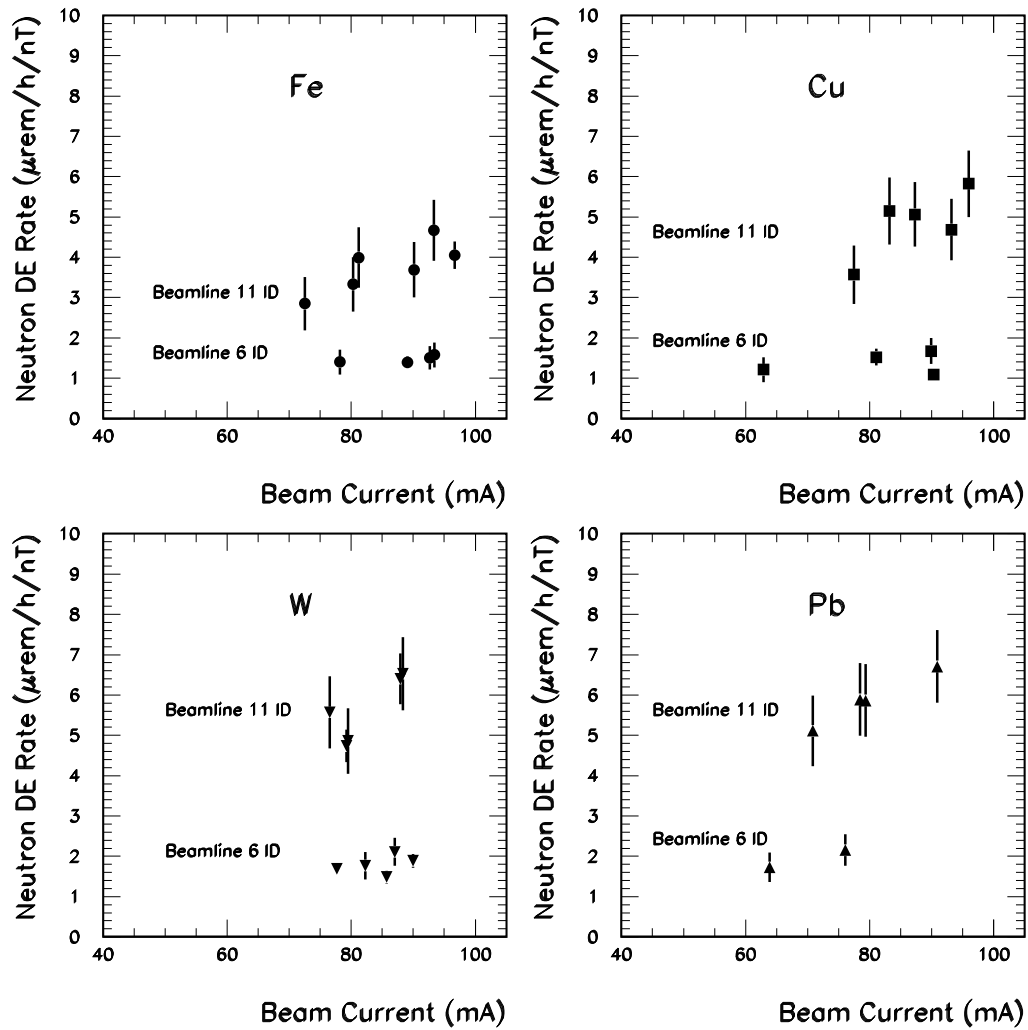 Neutron DE Rate (μrem/h/nT)
10
9
8
7
6
5
4
3
2
1
0
Fe
Beamline 11 ID
Beamline 6 ID
40 60 80 100
Beam Current (mA)
Neutron DE Rate (μrem/h/nT)
10
9
8
7
6
5
4
3
2
1
0
Cu
Beamline 11 ID
Beamline 6 ID
40 60 80 100
Beam Current (mA)
Neutron DE Rate (μrem/h/nT)
10
9
8
7
6
5
4
3
2
1
0
W
Beamline 11 ID
Beamline 6 ID
40 60 80 100
Beam Current (mA)
Neutron DE Rate (μrem/h/nT)
10
9
8
7
6
5
4
3
2
1
0
Pb
Beamline 11 ID
Beamline 6 ID
40 60 80 100
Beam Current (mA)